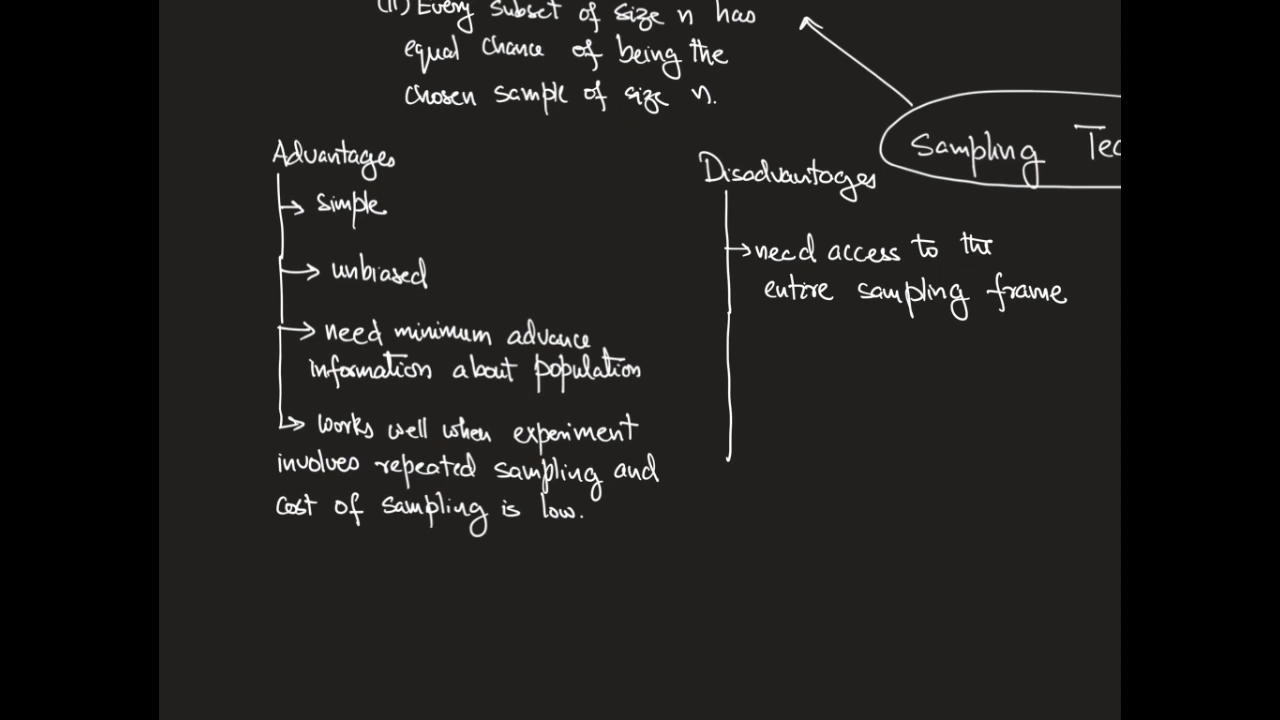 (ii) Every subset of size n has
equal chance of being the
chosen sample of size n.
Sampling Tec
Advantages
simple
unbiased
need minimum advance
information about population
works well when experiment
involves repeated sampling and
cost of sampling is low.
Disadvantages
need access to the
entire sampling frame